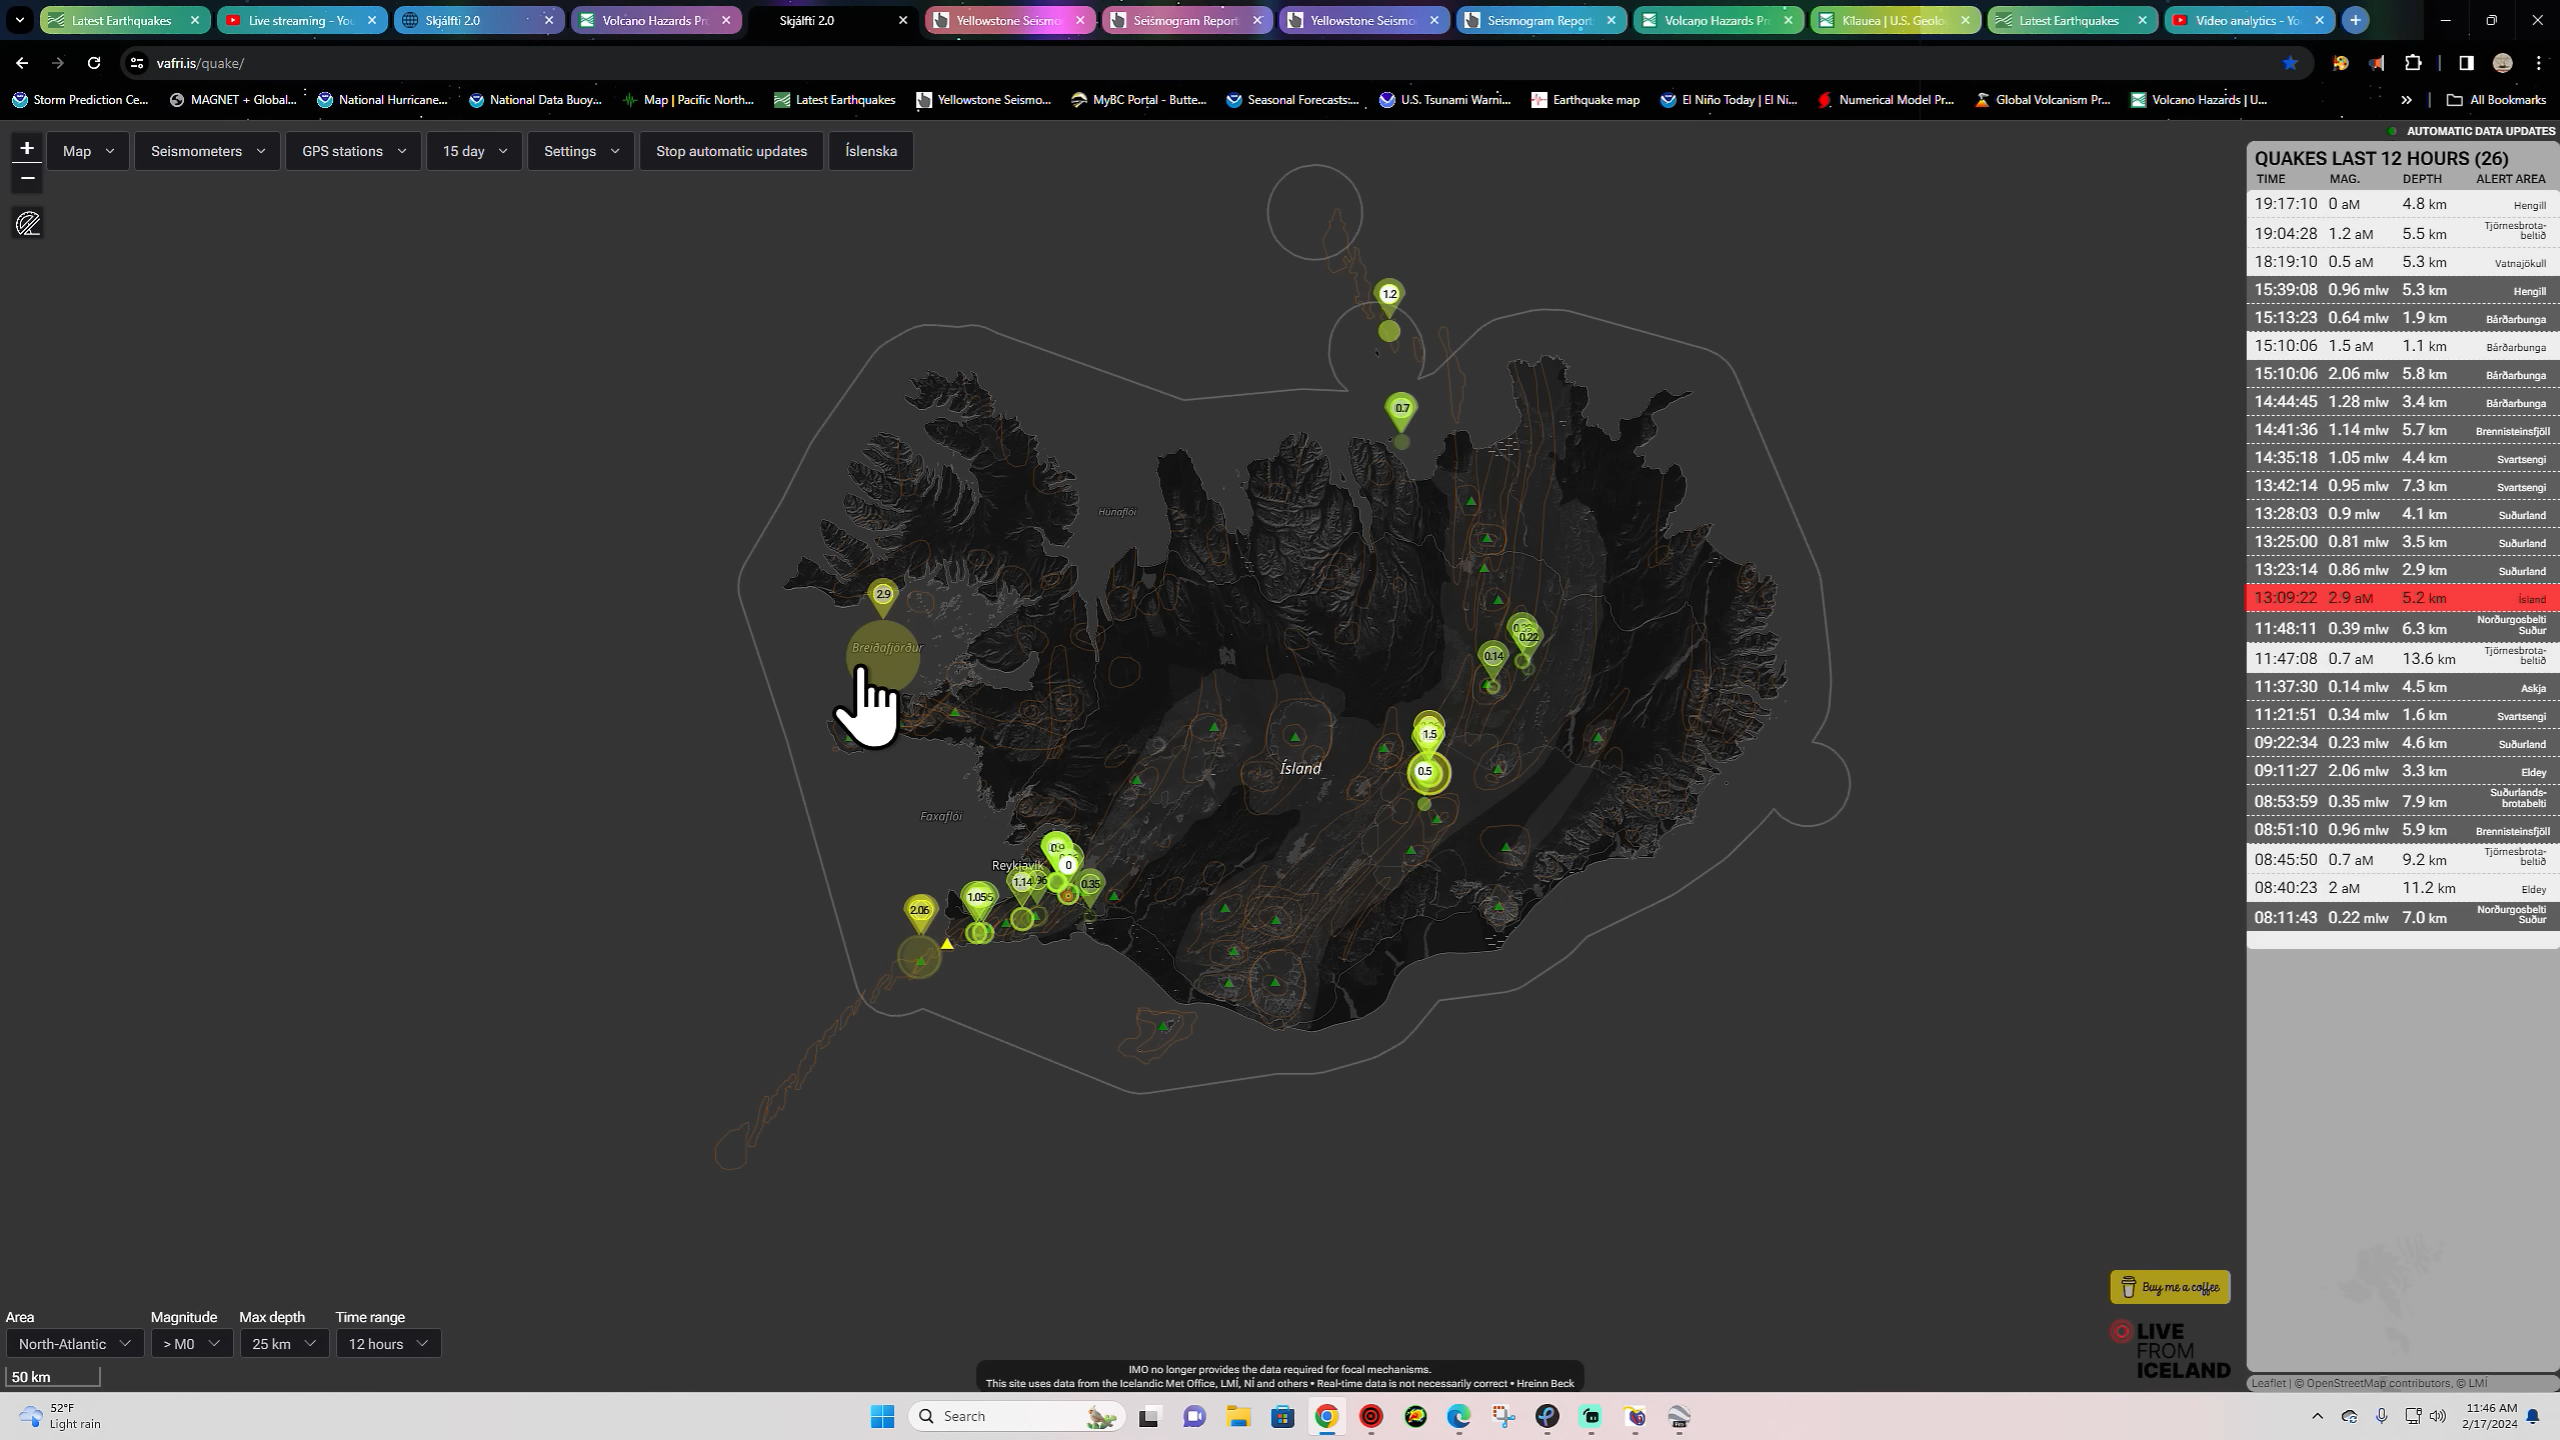 Latest Earthquakes
Live streaming - You
Skjálfti 2.0
Volcano Hazards Pr
Skjálfti 2.0
Yellowstone Seismo
Seismogram Report
Yellowstone Seismo
Seismogram Report
Volcano Hazards Pr
Kīlauea | U.S. Geolo
Latest Earthquakes
Video analytics - Yo
vafri.is/quake/
Storm Prediction Ce...
MAGNET + Global...
National Hurricane...
National Data Buoy...
Map | Pacific North...
Latest Earthquakes
Yellowstone Seismo...
MyBC Portal - Butte...
Seasonal Forecasts:...
U.S. Tsunami Warni...
Earthquake map
El Niño Today | El Ni...
Numerical Model Pr...
Global Volcanism Pr...
Volcano Hazards | U...
All Bookmarks
+
−
Map
Seismometers
GPS stations
15 day
Settings
Stop automatic updates
Íslenska
AUTOMATIC DATA UPDATES
QUAKES LAST 12 HOURS (26)
TIME MAG. DEPTH ALERT AREA
19:17:10 0 aM 4.8 km Hengill
19:04:28 1.2 aM 5.5 km Tjörnesbrota-
beltið
18:19:10 0.5 aM 5.3 km Vatnajökull
15:39:08 0.96 mlw 5.3 km Hengill
15:13:23 0.64 mlw 1.9 km Bárðarbunga
15:10:06 1.5 aM 1.1 km Bárðarbunga
15:10:06 2.06 mlw 5.8 km Bárðarbunga
14:44:45 1.28 mlw 3.4 km Bárðarbunga
14:41:36 1.14 mlw 5.7 km Brennisteinsfjöll
14:35:18 1.05 mlw 4.4 km Svartsengi
13:42:14 0.95 mlw 7.3 km Svartsengi
13:28:03 0.9 mlw 4.1 km Suðurland
13:25:00 0.81 mlw 3.5 km Suðurland
13:23:14 0.86 mlw 2.9 km Suðurland
13:09:22 2.9 aM 5.2 km Ísland
11:48:11 0.39 mlw 6.3 km Norðurgosbelti
Suður
11:47:08 0.7 aM 13.6 km Tjörnesbrota-
beltið
11:37:30 0.14 mlw 4.5 km Askja
11:21:51 0.34 mlw 1.6 km Svartsengi
09:22:34 0.23 mlw 4.6 km Suðurland
09:11:27 2.06 mlw 3.3 km Eldey
08:53:59 0.35 mlw 7.9 km Suðurlands-
brotabelti
08:51:10 0.96 mlw 5.9 km Brennisteinsfjöll
08:45:50 0.7 aM 9.2 km Tjörnesbrota-
beltið
08:40:23 2 aM 11.2 km Eldey
08:11:43 0.22 mlw 7.0 km Norðurgosbelti
Suður
1.2
0.7
Húnaflói
2.9
Breiðafjörður
0.22
0.14
1.5
0.5
Ísland
Faxaflói
0.9
Reykjavík
0
1.14
0.35
1.05
2.06
Area
North-Atlantic
Magnitude
> M0
Max depth
25 km
Time range
12 hours
50 km
Buy me a coffee
LIVE
FROM
ICELAND
IMO no longer provides the data required for focal mechanisms.
This site uses data from the Icelandic Met Office, LMÍ, NÍ and others • Real-time data is not necessarily correct • Hreinn Beck
Leaflet | © OpenStreetMap contributors, © LMÍ
52°F
Light rain
Search
11:46 AM
2/17/2024